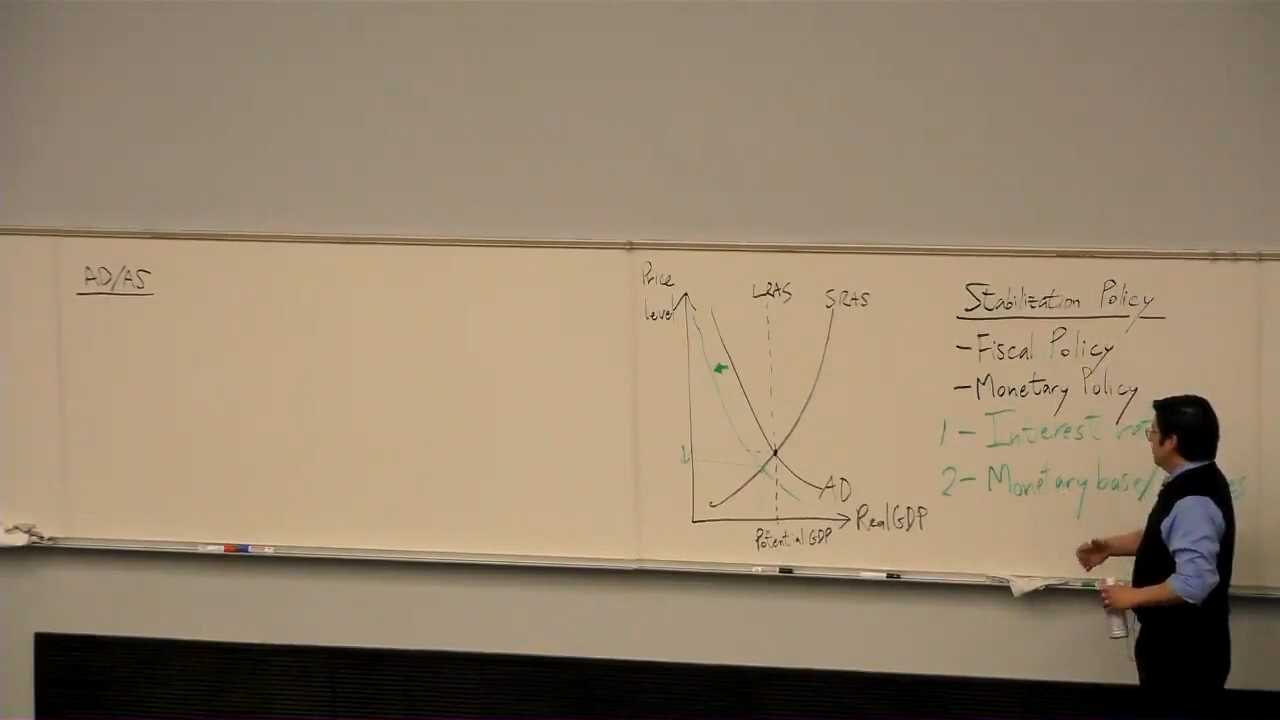 AD/AS
Price
level
LRAS
SRAS
AD
Real GDP
Potential GDP
Stabilization Policy
- Fiscal Policy
- Monetary Policy
1 - Interest
2 - Monetary base/